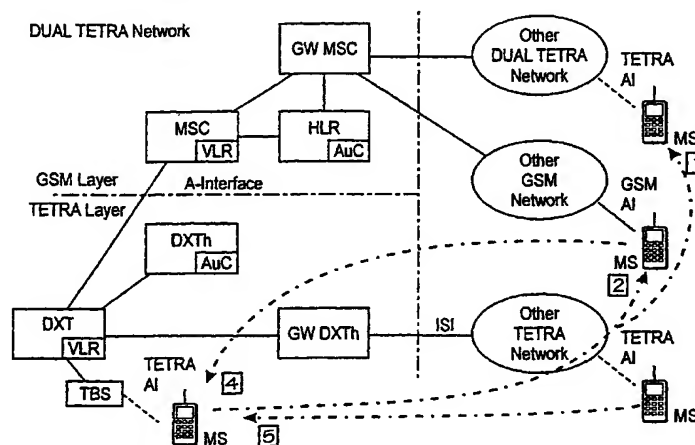 DUAL TETRA Network
GW MSC
Other
DUAL TETRA
Network
TETRA
AI
MS
MSC
VLR
HLR
AuC
GSM Layer
A-Interface
TETRA Layer
Other
GSM
Network
GSM
AI
MS
2
DXTh
AuC
DXT
VLR
GW DXTh
ISI
Other
TETRA
Network
TETRA
AI
MS
TBS
TETRA
AI
MS
4
5